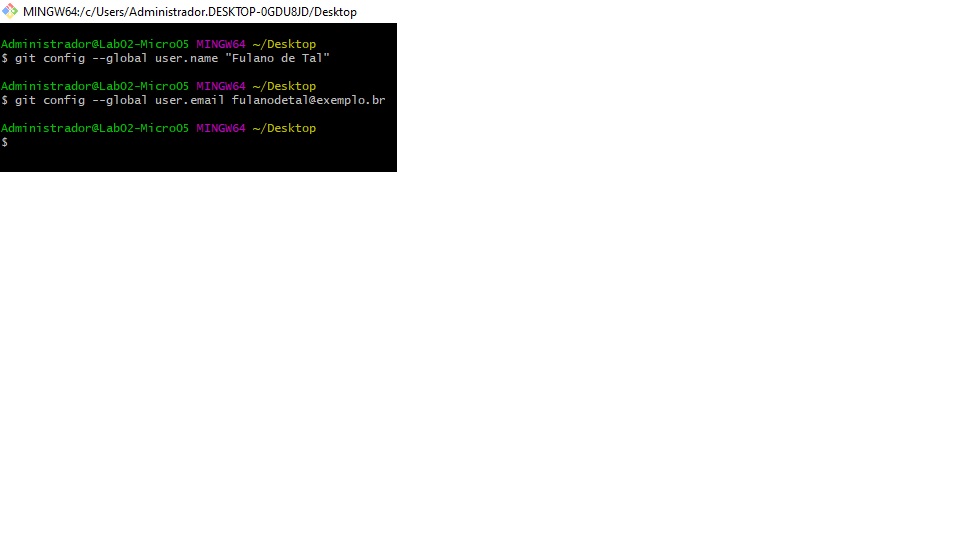 MINGW64:/c/Users/Administrador.DESKTOP-0GDU8JD/Desktop
Administrador@Lab02-Micro05 MINGW64 ~/Desktop
$ git config --global user.name "Fulano de Tal"
Administrador@Lab02-Micro05 MINGW64 ~/Desktop
$ git config --global user.email fulanodetal@exemplo.br
Administrador@Lab02-Micro05 MINGW64 ~/Desktop
$